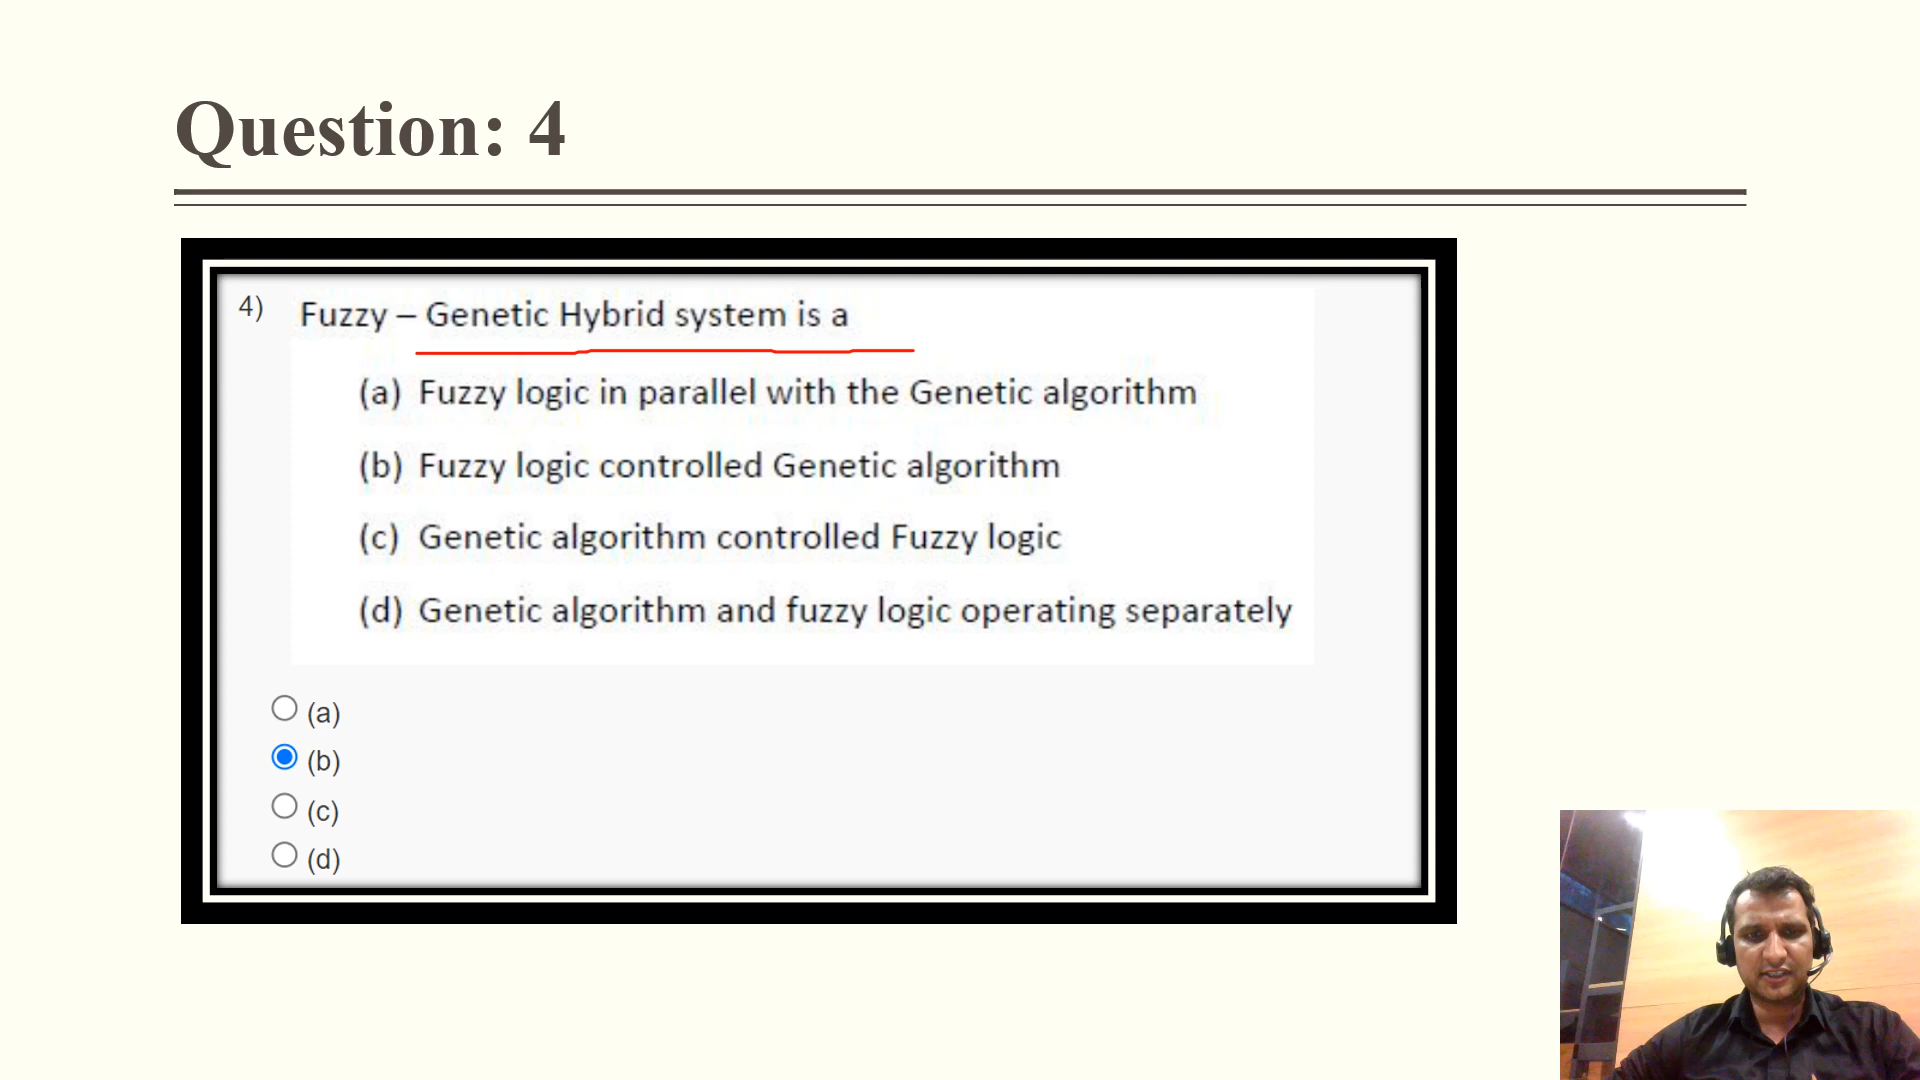 Question: 4
4) Fuzzy – Genetic Hybrid system is a
(a) Fuzzy logic in parallel with the Genetic algorithm
(b) Fuzzy logic controlled Genetic algorithm
(c) Genetic algorithm controlled Fuzzy logic
(d) Genetic algorithm and fuzzy logic operating separately
(a)
(b)
(c)
(d)